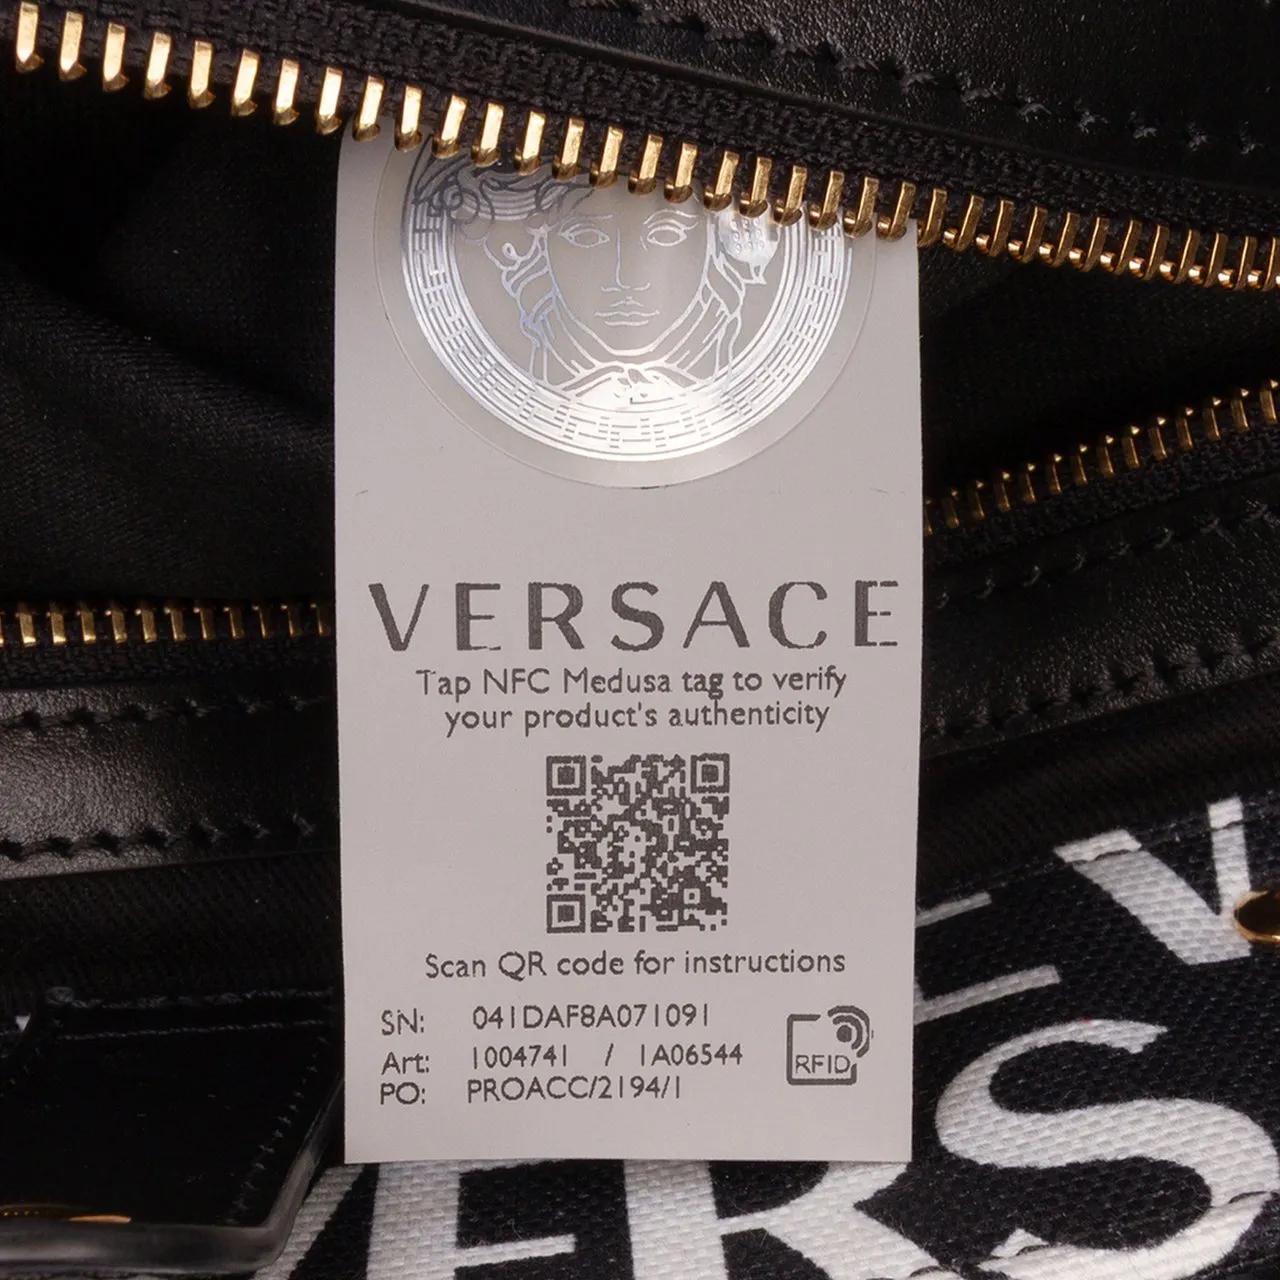 VERSACE
Tap NFC Medusa tag to verify
your product's authenticity
Scan QR code for instructions
SN: 041DAF8A071091
Art: 1004741 / 1A06544
PO: PROACC/2194/1
RFID
V
ERS